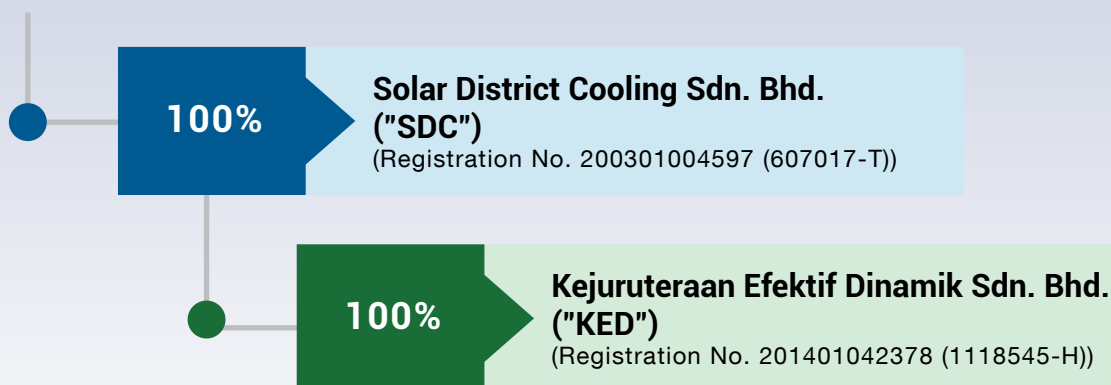 100%
Solar District Cooling Sdn. Bhd.
("SDC")
(Registration No. 200301004597 (607017-T))
100%
Kejuruteraan Efektif Dinamik Sdn. Bhd.
("KED")
(Registration No. 201401042378 (1118545-H))